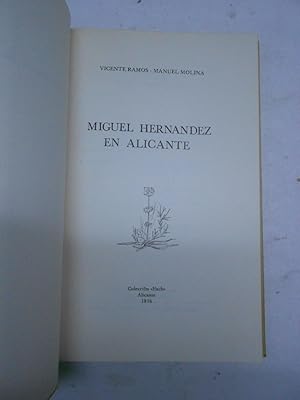 VICENTE RAMOS - MANUEL MOLINA
MIGUEL HERNANDEZ
EN ALICANTE
Colección «Ifach»
Alicante
1976